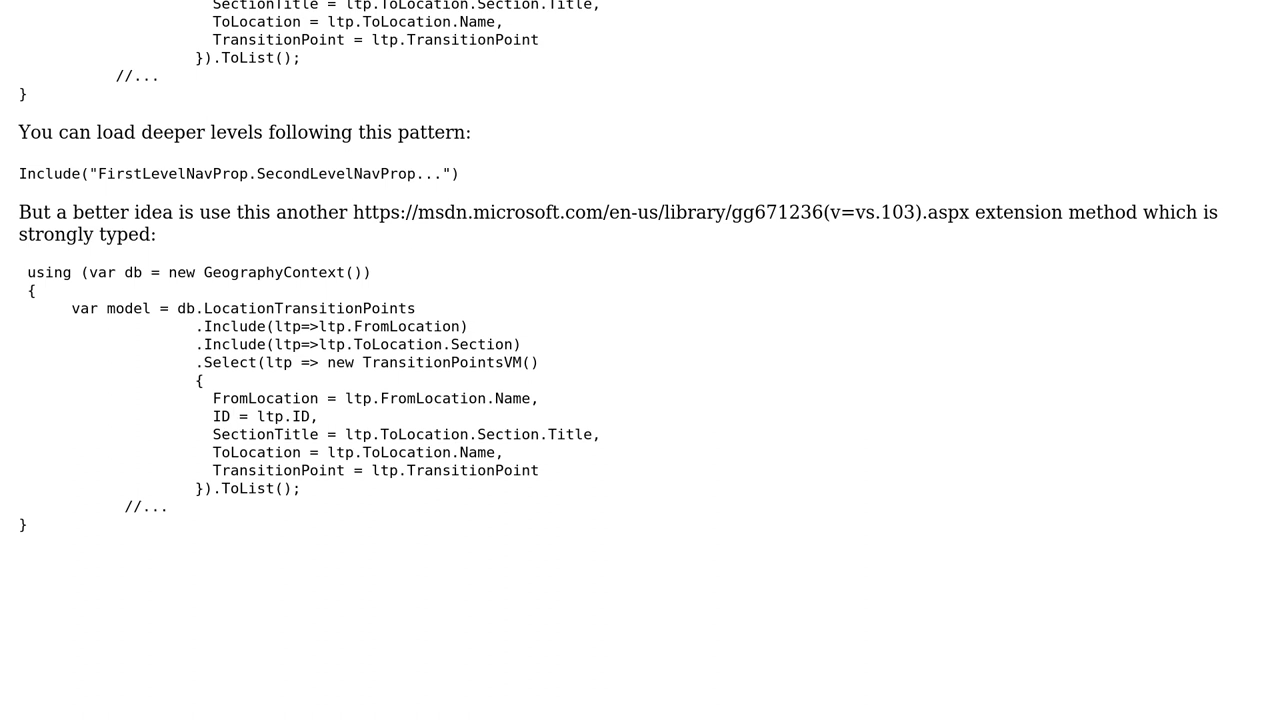 SectionTitle = ltp.ToLocation.Section.Title,
ToLocation = ltp.ToLocation.Name,
TransitionPoint = ltp.TransitionPoint
}).ToList();
//...
}
You can load deeper levels following this pattern:
Include("FirstLevelNavProp.SecondLevelNavProp...")
But a better idea is use this another https://msdn.microsoft.com/en-us/library/gg671236(v=vs.103).aspx extension method which is
strongly typed:
using (var db = new GeographyContext())
{
var model = db.LocationTransitionPoints
.Include(ltp=>ltp.FromLocation)
.Include(ltp=>ltp.ToLocation.Section)
.Select(ltp => new TransitionPointsVM()
{
FromLocation = ltp.FromLocation.Name,
ID = ltp.ID,
SectionTitle = ltp.ToLocation.Section.Title,
ToLocation = ltp.ToLocation.Name,
TransitionPoint = ltp.TransitionPoint
}).ToList();
//...
}